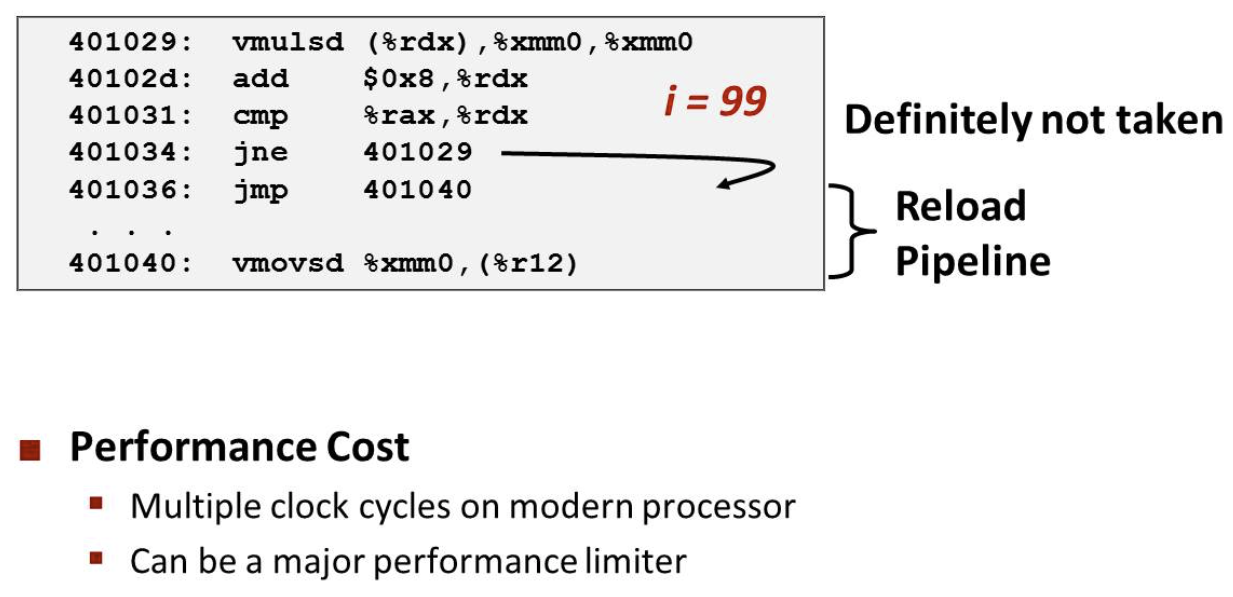 401029: vmulsd (%rdx),%xmm0,%xmm0
40102d: add $0x8,%rdx
401031: cmp %rax,%rdx
i = 99
401034: jne 401029
401036: jmp 401040
. . .
401040: vmovsd %xmm0,(%r12)
Definitely not taken
Reload
Pipeline
Performance Cost
Multiple clock cycles on modern processor
Can be a major performance limiter